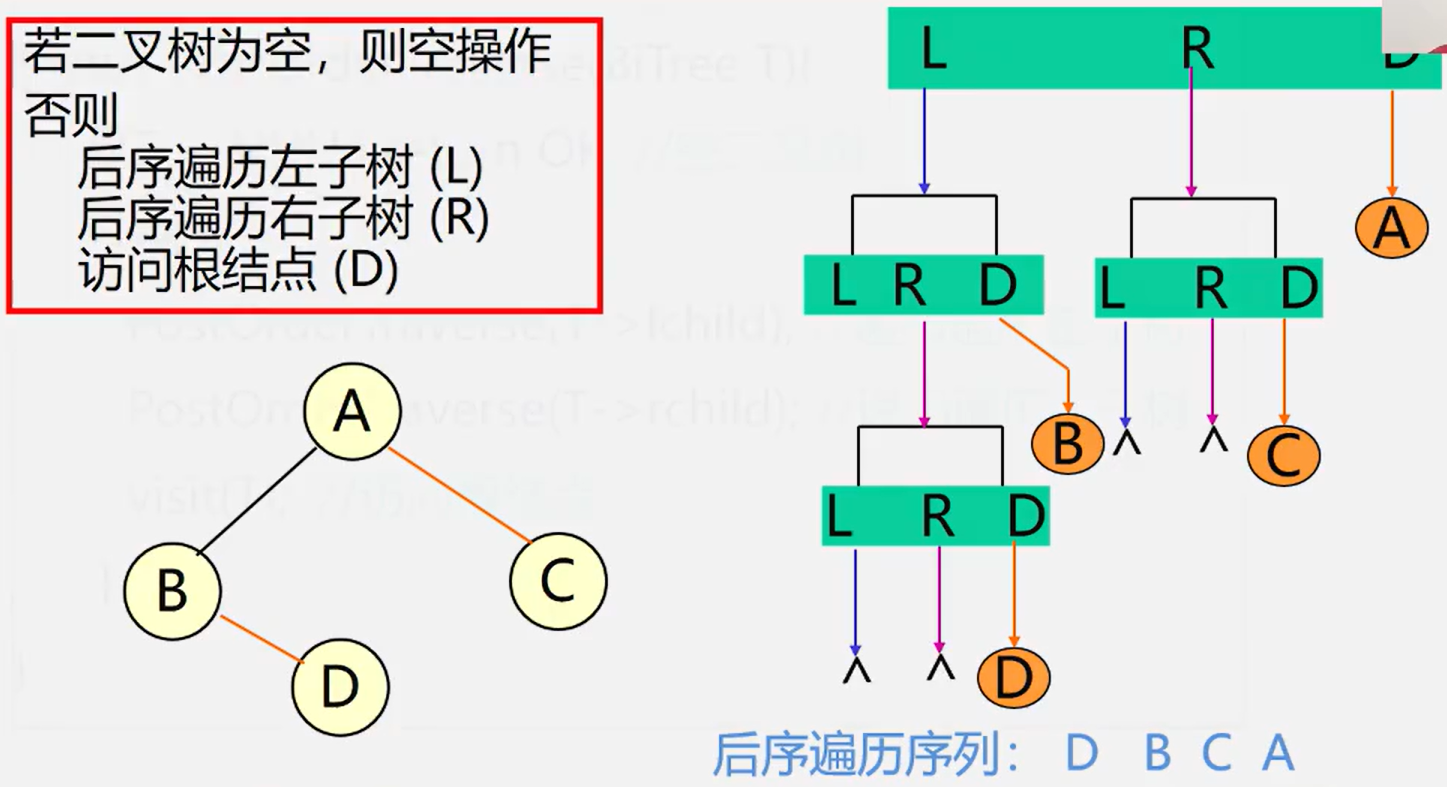 若二叉树为空，则空操作
否则
后序遍历左子树 (L)
后序遍历右子树 (R)
访问根结点 (D)
L R D
A
L R D
L R D
B
∧ ∧ C
L R D
∧ ∧ D
A
B
C
D
后序遍历序列： D B C A